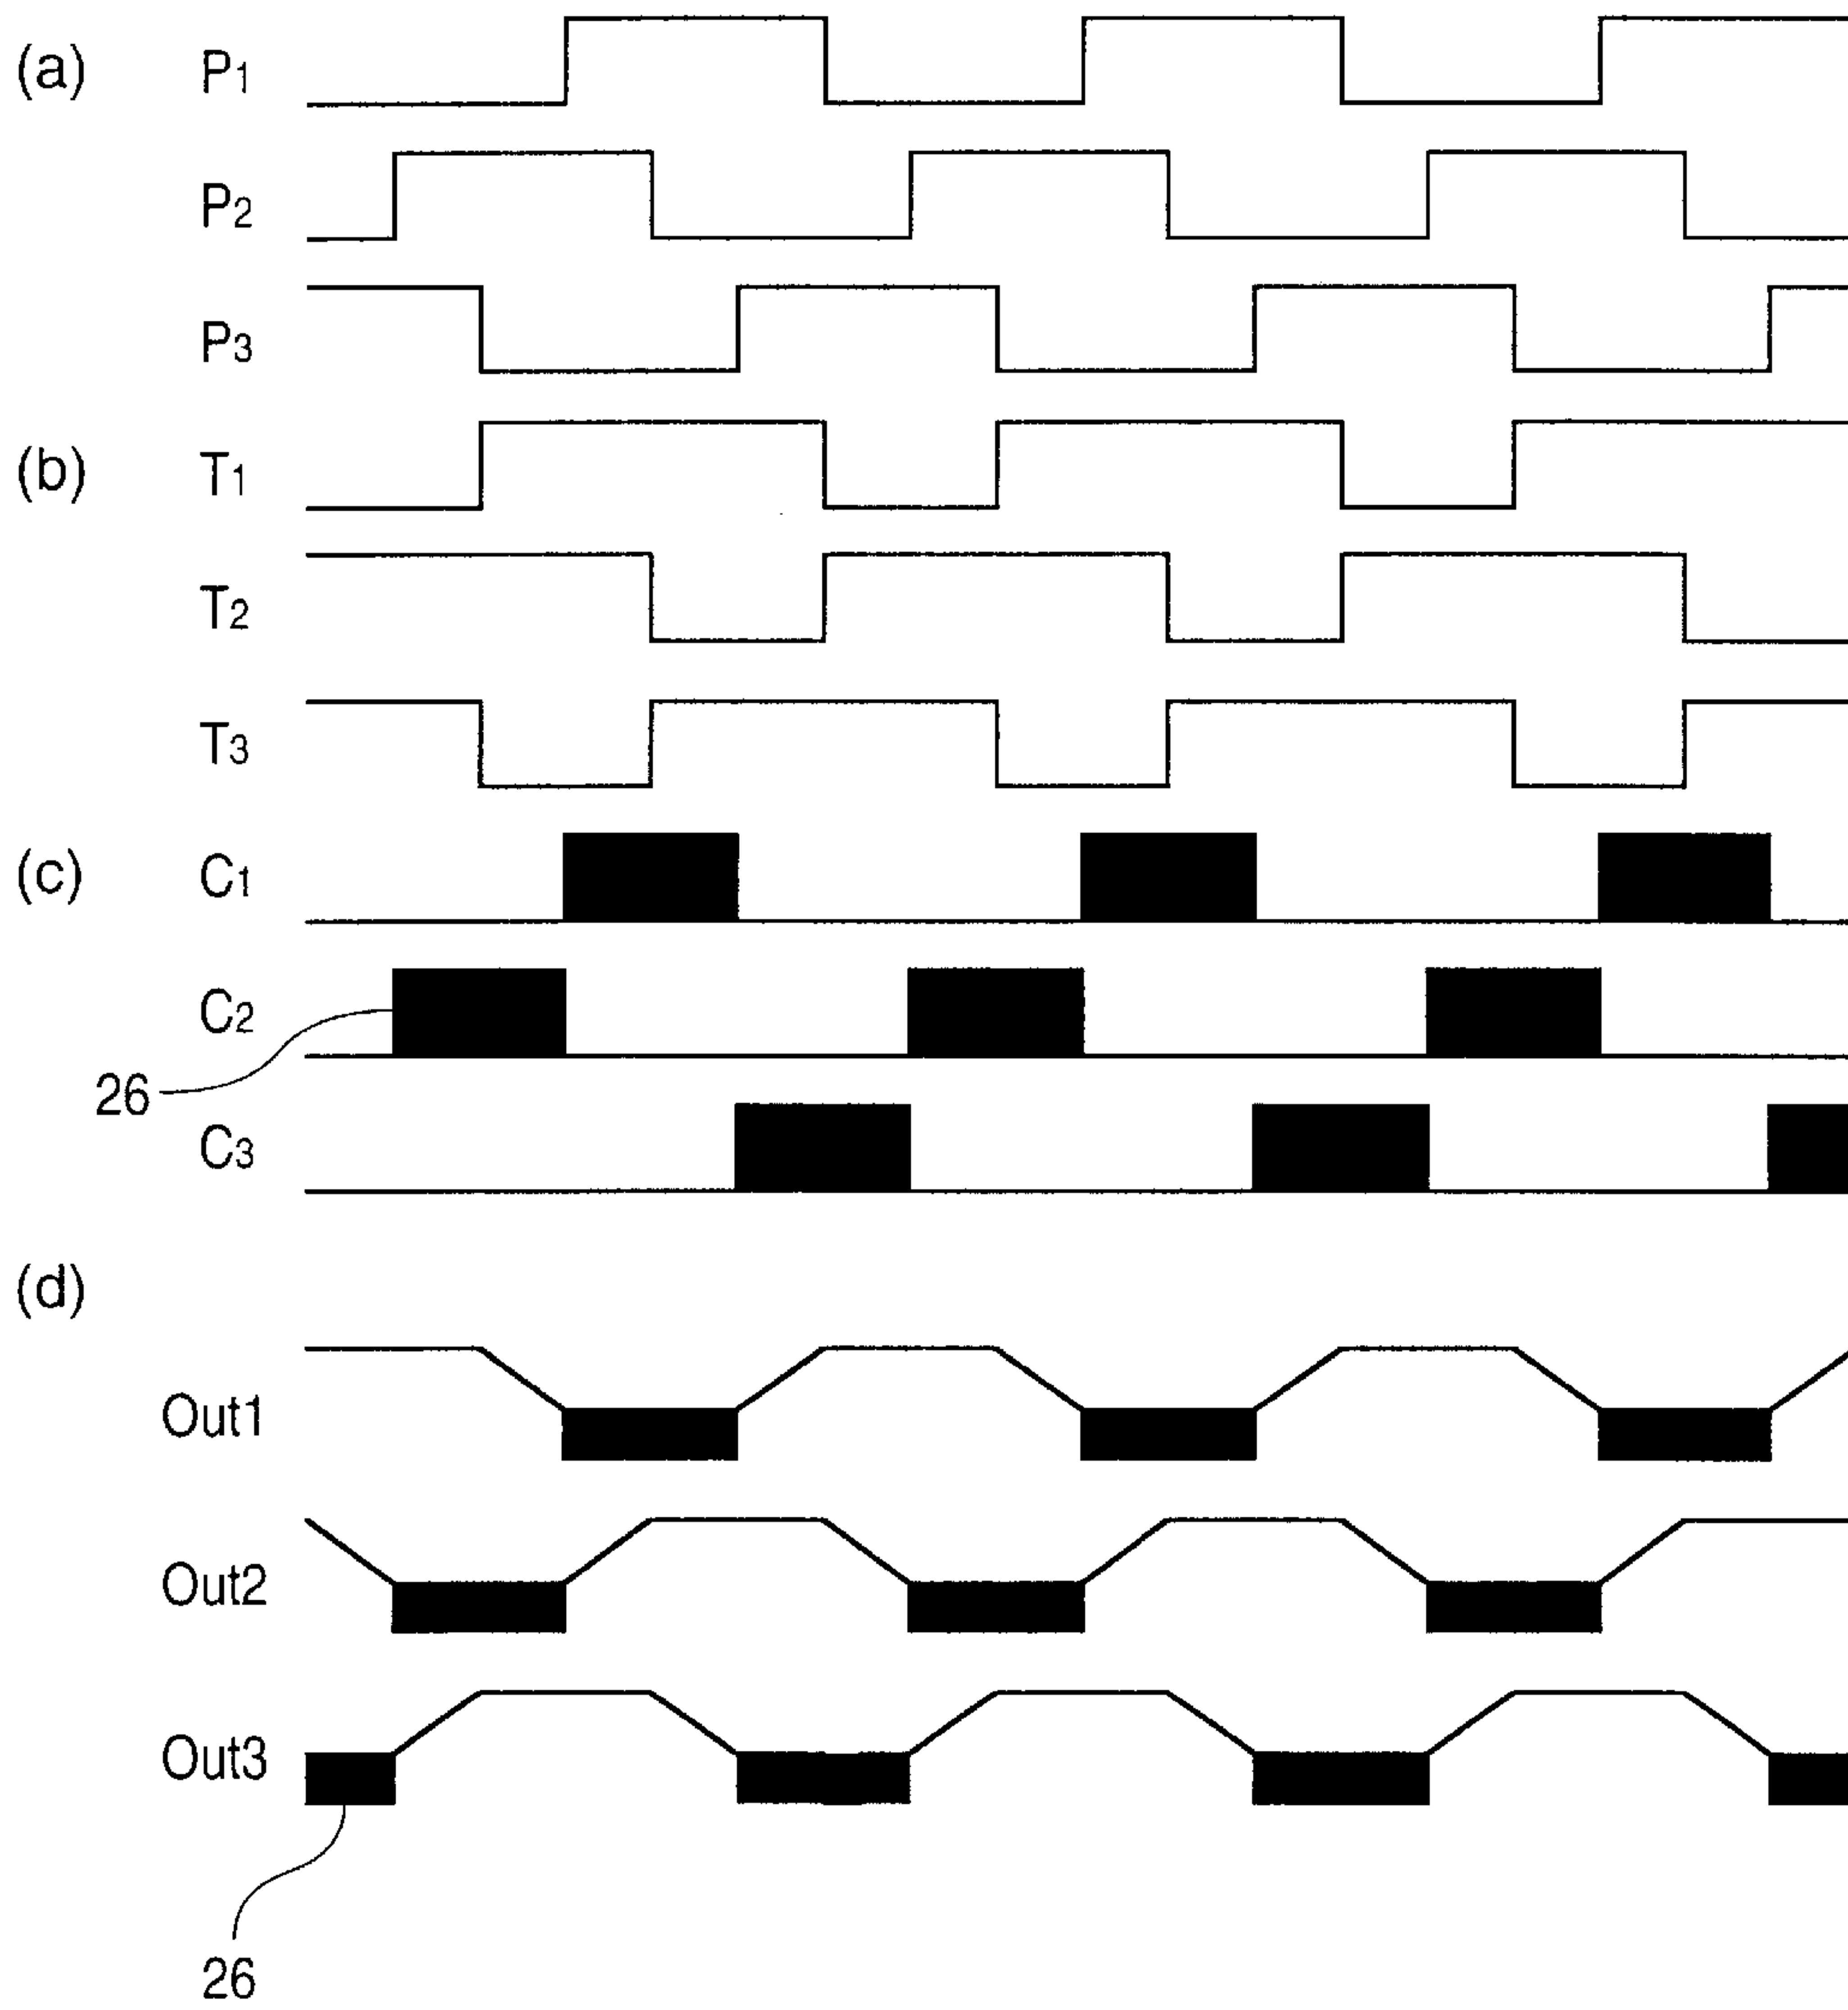 (a) P1
P2
P3
(b) T1
T2
T3
(c) C1
C2
26
C3
(d)
Out1
Out2
Out3
26